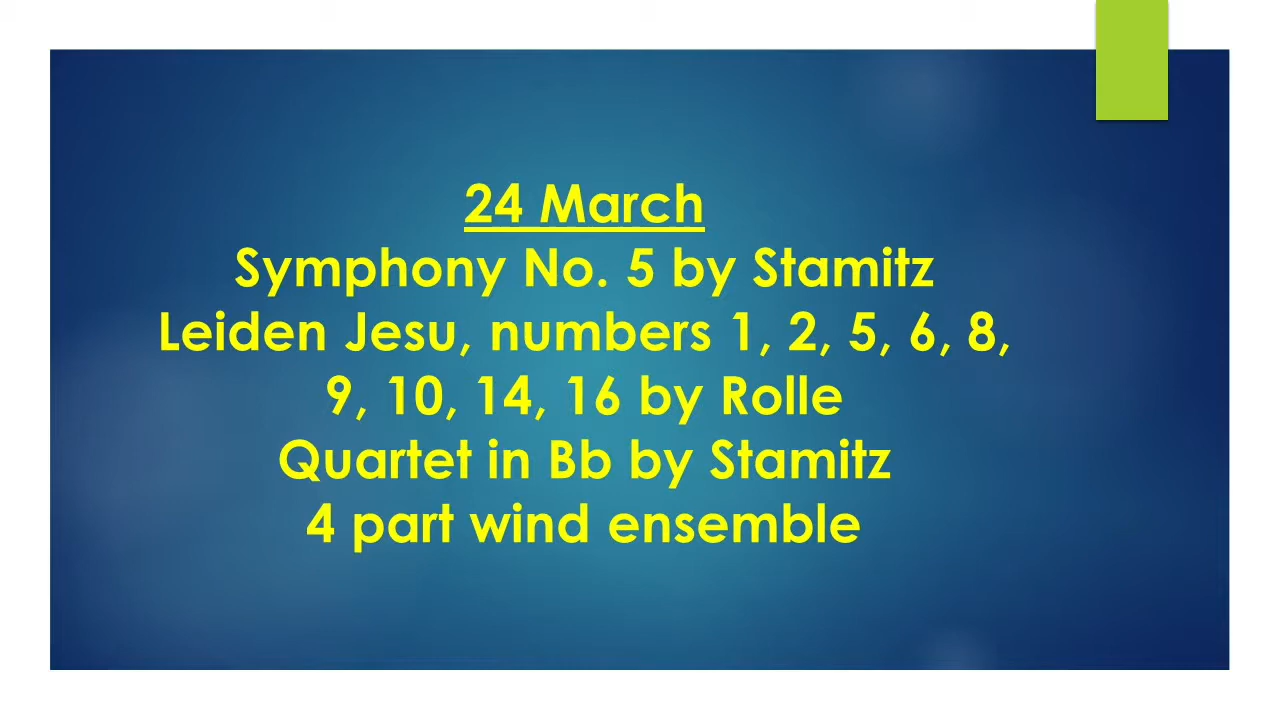 24 March
Symphony No. 5 by Stamitz
Leiden Jesu, numbers 1, 2, 5, 6, 8,
9, 10, 14, 16 by Rolle
Quartet in Bb by Stamitz
4 part wind ensemble